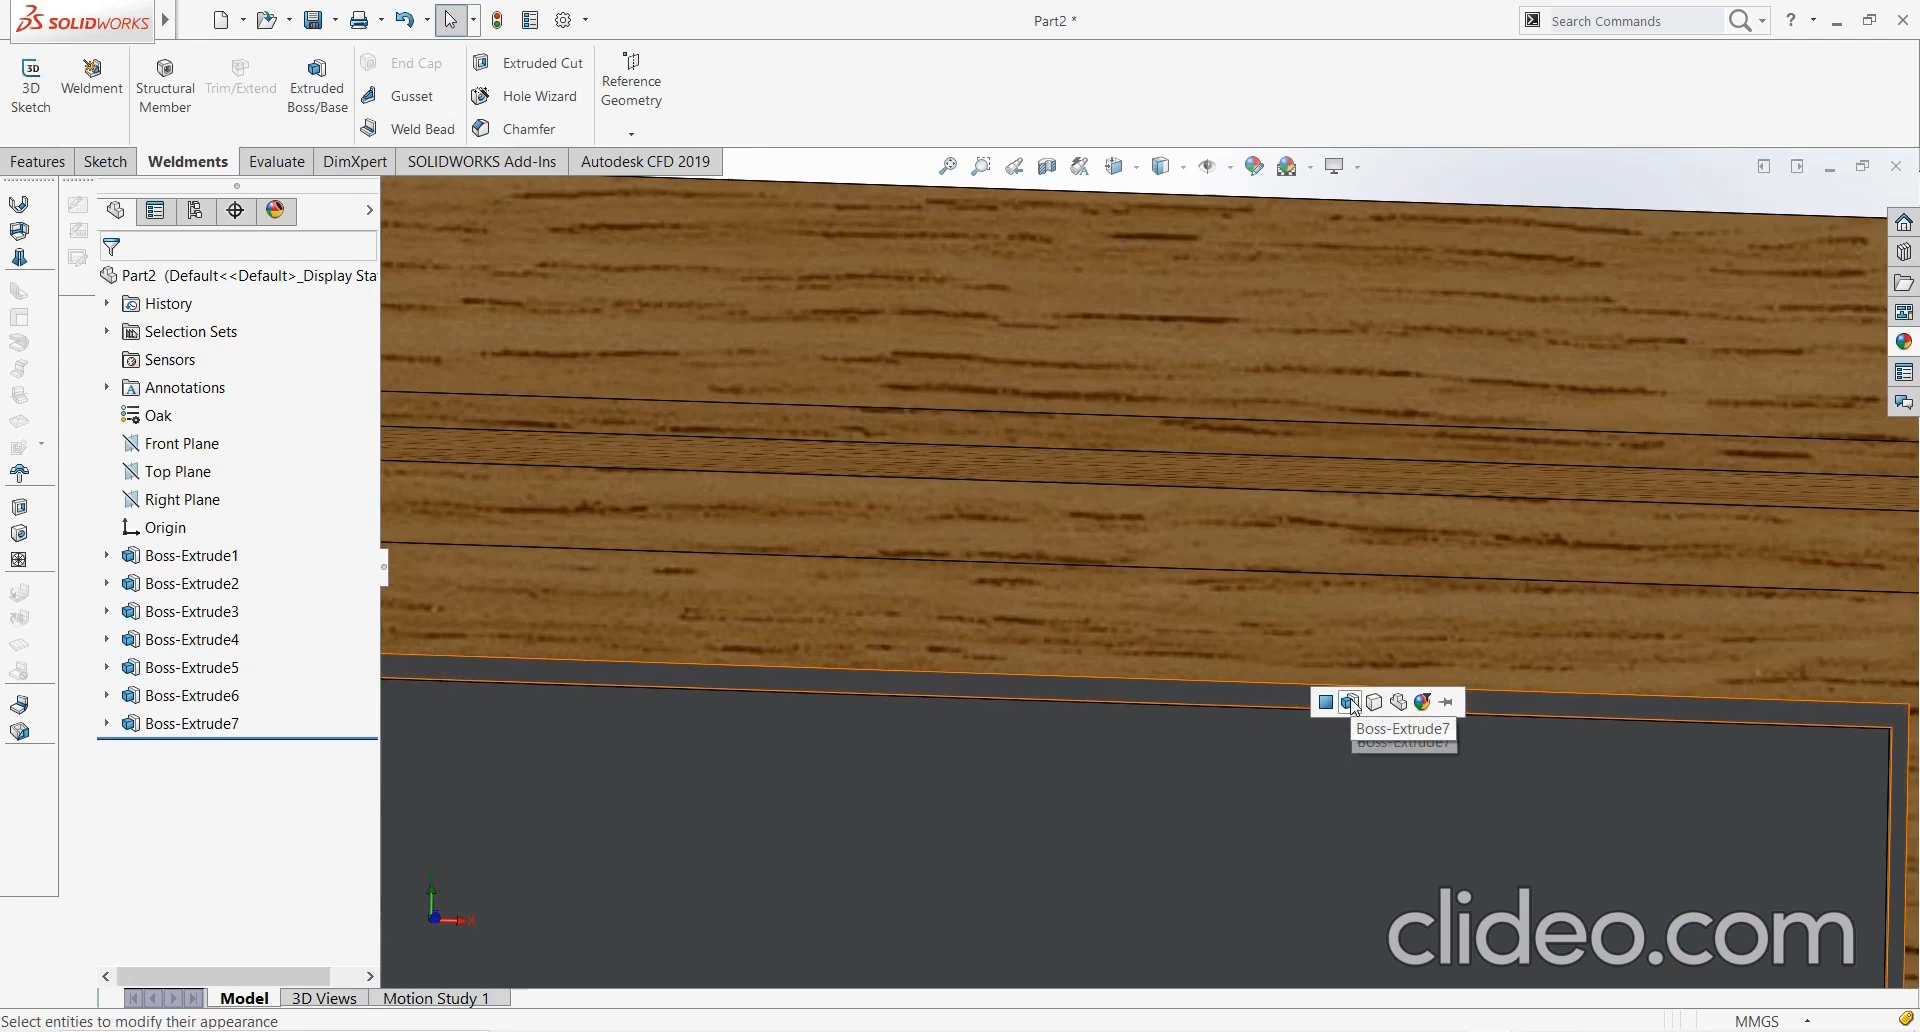 SOLIDWORKS
Part2 *
Search Commands
?
3D
Sketch
Weldment
Structural
Member
Trim/Extend
Extruded
Boss/Base
End Cap
Gusset
Weld Bead
Extruded Cut
Hole Wizard
Chamfer
Reference
Geometry
Features
Sketch
Weldments
Evaluate
DimXpert
SOLIDWORKS Add-Ins
Autodesk CFD 2019
Part2 (Default<<Default>_Display Sta
History
Selection Sets
Sensors
Annotations
Oak
Front Plane
Top Plane
Right Plane
Origin
Boss-Extrude1
Boss-Extrude2
Boss-Extrude3
Boss-Extrude4
Boss-Extrude5
Boss-Extrude6
Boss-Extrude7
Boss-Extrude7
Boss-Extrude7
X
clideo.com
Model
3D Views
Motion Study 1
Select entities to modify their appearance
MMGS